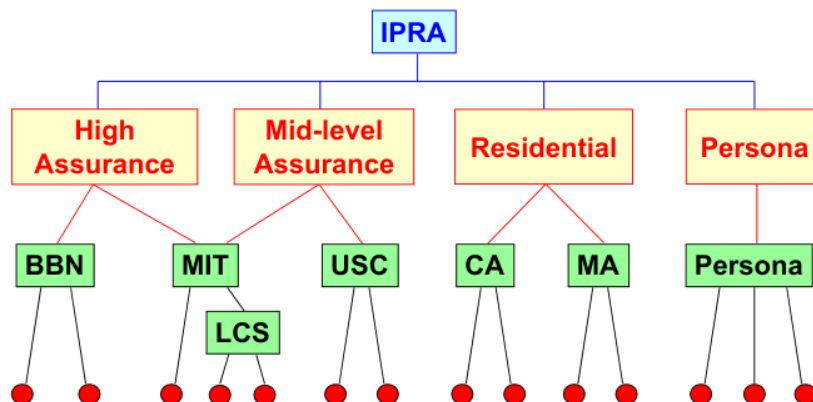 IPRA
High
Assurance
Mid-level
Assurance
Residential
Persona
BBN
MIT
USC
CA
MA
Persona
LCS